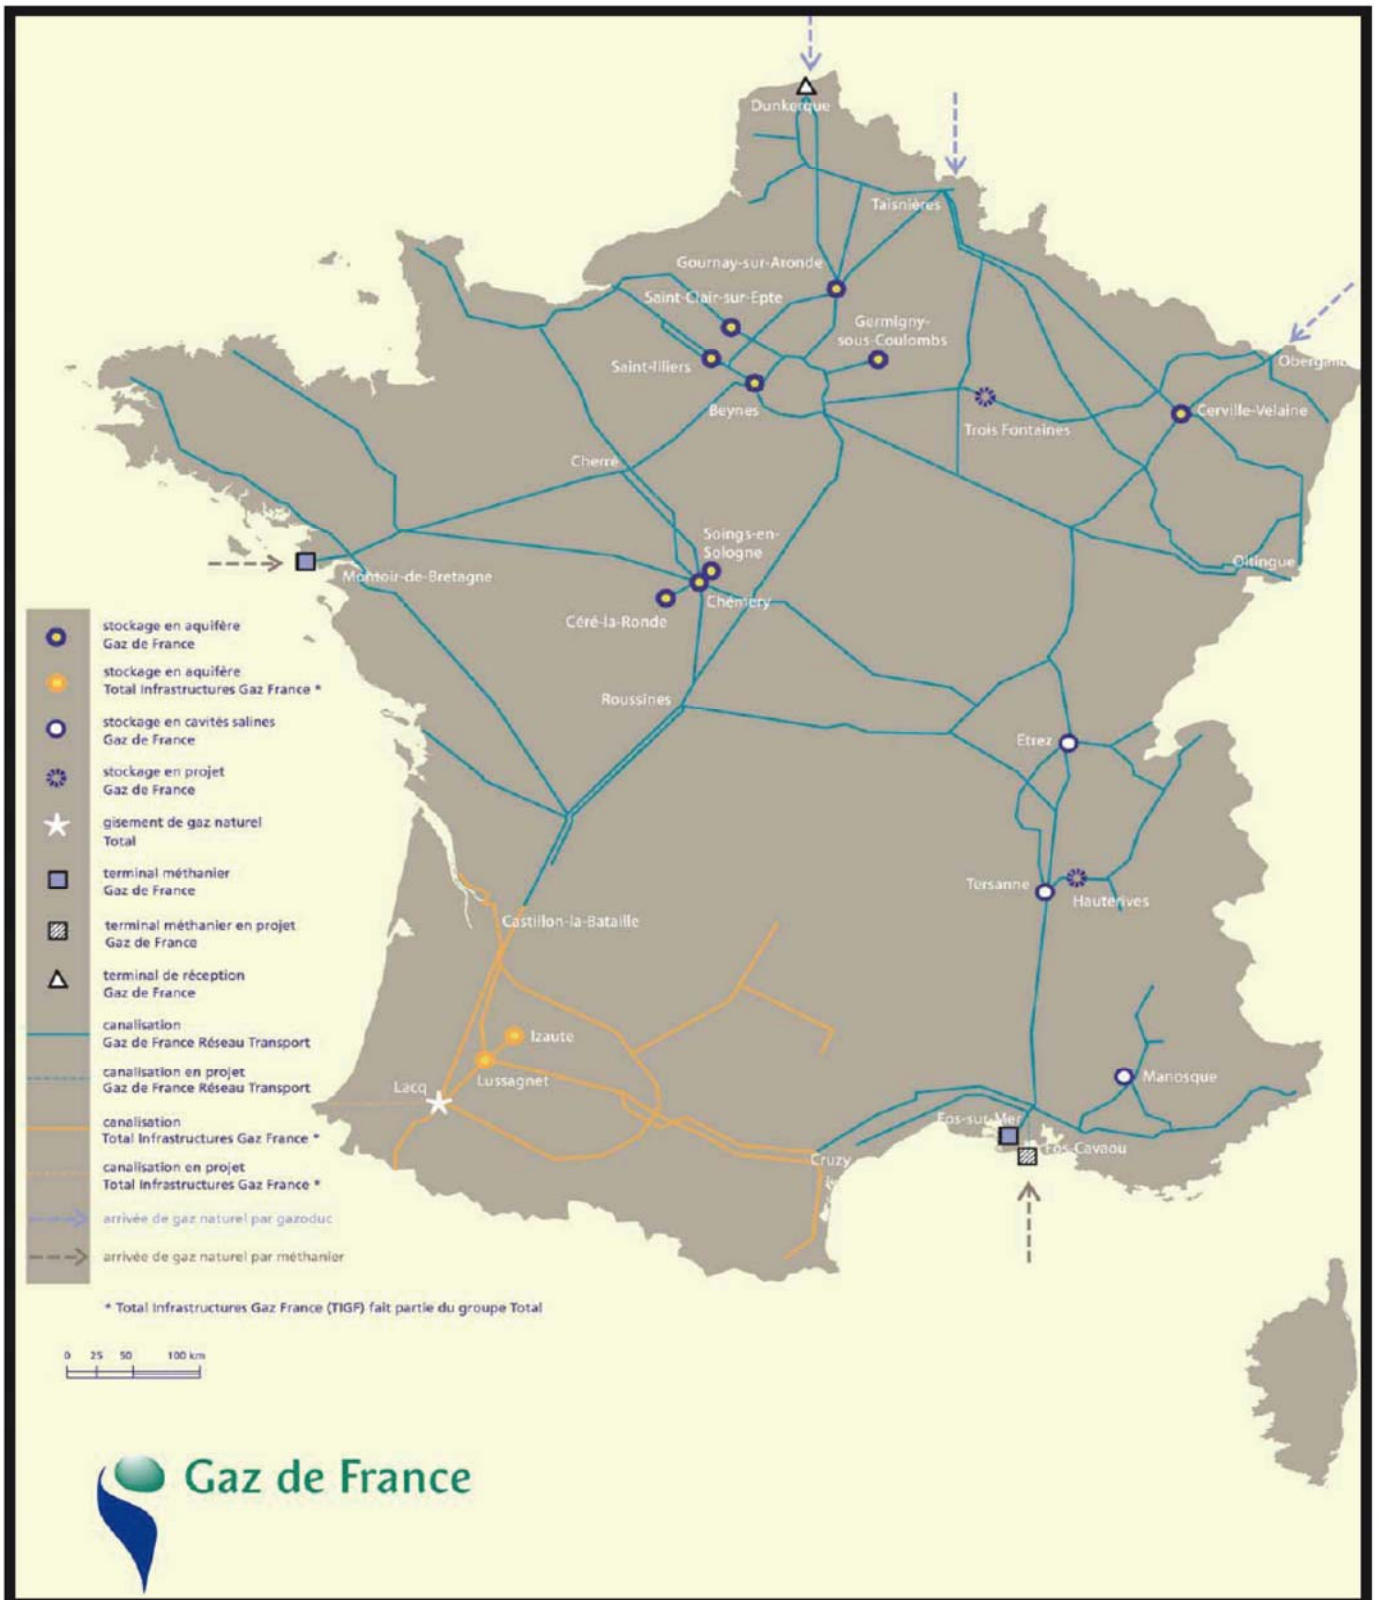 Dunkerque
Taisnières
Gournay-sur-Aronde
Saint-Clair-sur-Epte
Germigny-
sous-Coulombs
Saint-Illiers
Beynes
Trois Fontaines
Cerville-Velaine
Cherré
Soings-en-
Sologne
Oltingue
Montoir-de-Bretagne
Chémery
Céré-la-Ronde
Roussines
Etrez
Tersanne
Hauterives
Castillon-la-Bataille
Izaute
Lussagnet
Lacq
Manosque
Fos-sur-Mer
Fos-Cavaou
Cruzy
stockage en aquifère
Gaz de France
stockage en aquifère
Total Infrastructures Gaz France *
stockage en cavités salines
Gaz de France
stockage en projet
Gaz de France
gisement de gaz naturel
Total
terminal méthanier
Gaz de France
terminal méthanier en projet
Gaz de France
terminal de réception
Gaz de France
canalisation
Gaz de France Réseau Transport
canalisation en projet
Gaz de France Réseau Transport
canalisation
Total Infrastructures Gaz France *
canalisation en projet
Total Infrastructures Gaz France *
arrivée de gaz naturel par gazoduc
arrivée de gaz naturel par méthanier
* Total Infrastructures Gaz France (TIGF) fait partie du groupe Total
0 25 50 100 km
Gaz de France